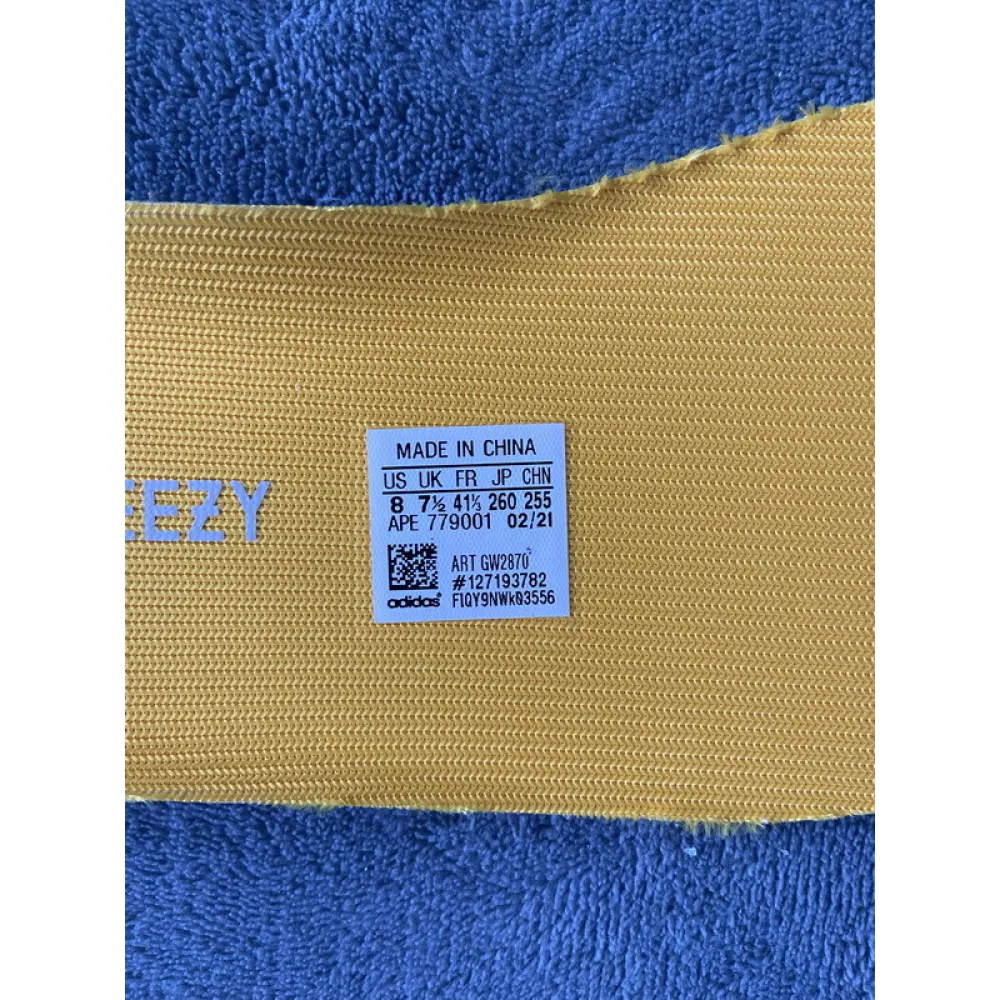 EEZY
MADE IN CHINA
US UK FR JP CHN
8 7½ 41⅓ 260 255
APE 779001 02/21
ART GW2870
#127193782
adidas FIQY9NWk03556